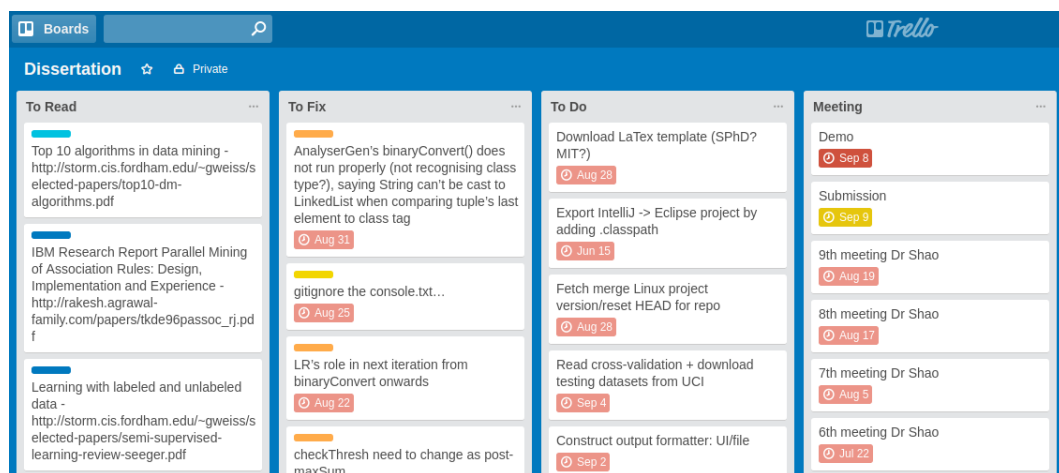 Boards
Trello
Dissertation
Private
To Read
Top 10 algorithms in data mining -
http://storm.cis.fordham.edu/~gweiss/s
elected-papers/top10-dm-
algorithms.pdf
IBM Research Report Parallel Mining
of Association Rules: Design,
Implementation and Experience -
http://rakesh.agrawal-
family.com/papers/tkde96passoc_rj.pd
f
Learning with labeled and unlabeled
data -
http://storm.cis.fordham.edu/~gweiss/s
elected-papers/semi-supervised-
learning-review-seeger.pdf
To Fix
AnalyserGen's binaryConvert() does
not run properly (not recognising class
type?), saying String can't be cast to
LinkedList when comparing tuple's last
element to class tag
Aug 31
gitignore the console.txt…
Aug 25
LR's role in next iteration from
binaryConvert onwards
Aug 22
checkThresh need to change as post-
maxSum
To Do
Download LaTex template (SPhD?
MIT?)
Aug 28
Export IntelliJ -> Eclipse project by
adding .classpath
Jun 15
Fetch merge Linux project
version/reset HEAD for repo
Aug 28
Read cross-validation + download
testing datasets from UCI
Sep 4
Construct output formatter: UI/file
Sep 2
Meeting
Demo
Sep 8
Submission
Sep 9
9th meeting Dr Shao
Aug 19
8th meeting Dr Shao
Aug 17
7th meeting Dr Shao
Aug 5
6th meeting Dr Shao
Jul 22